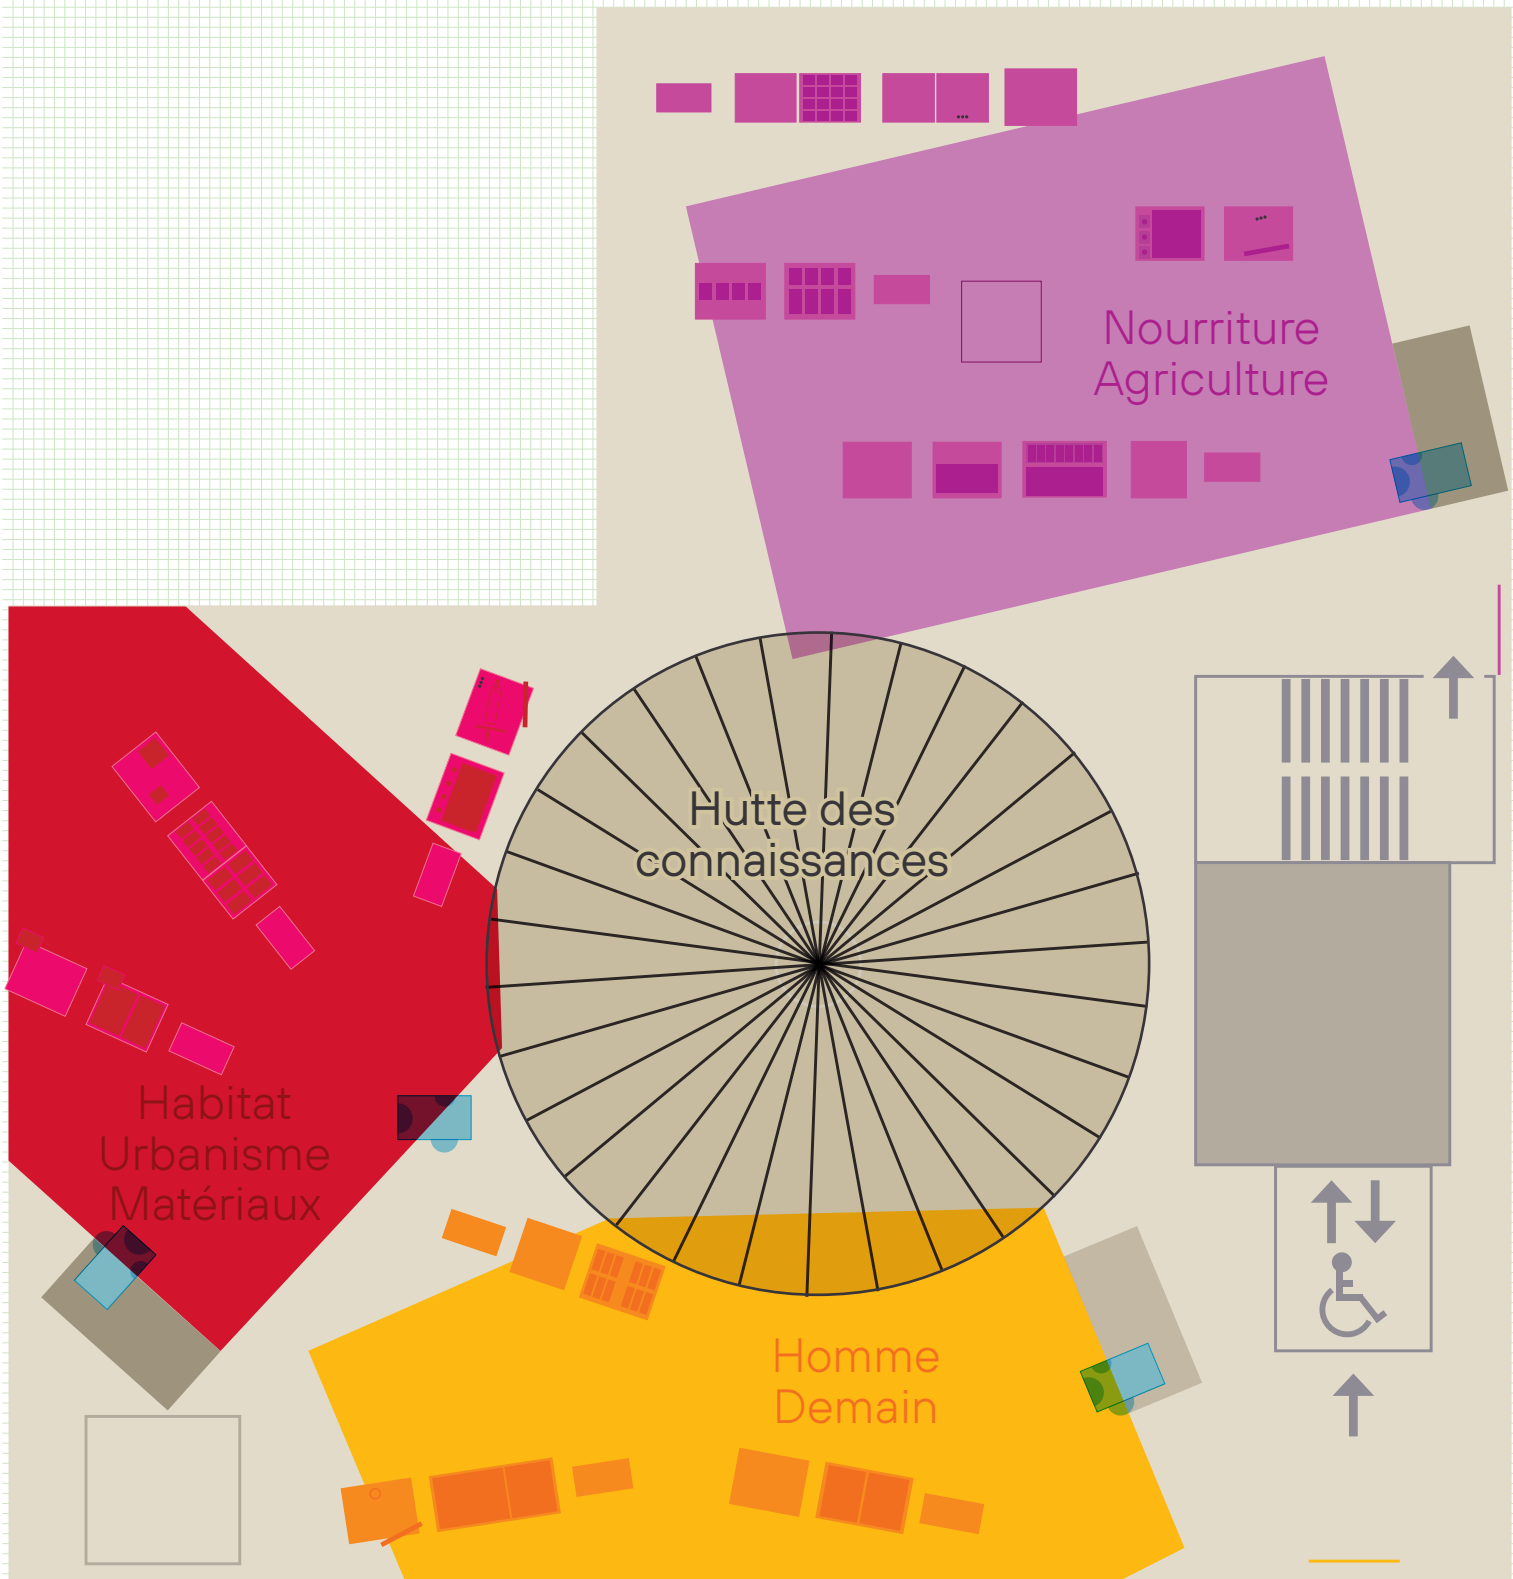 Nourriture
Agriculture
Hutte des
connaissances
Habitat
Urbanisme
Matériaux
Homme
Demain